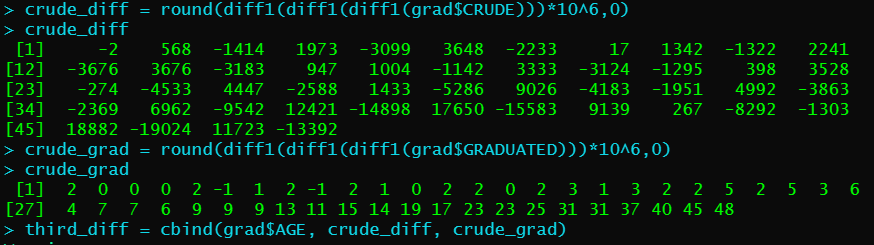 > crude_diff = round(diff1(diff1(diff1(grad$CRUDE)))*10^6,0)
> crude_diff
[1] -2 568 -1414 1973 -3099 3648 -2233 17 1342 -1322 2241
[12] -3676 3676 -3183 947 1004 -1142 3333 -3124 -1295 398 3528
[23] -274 -4533 4447 -2588 1433 -5286 9026 -4183 -1951 4992 -3863
[34] -2369 6962 -9542 12421 -14898 17650 -15583 9139 267 -8292 -1303
[45] 18882 -19024 11723 -13392
> crude_grad = round(diff1(diff1(diff1(grad$GRADUATED)))*10^6,0)
> crude_grad
[1] 2 0 0 0 2 -1 1 2 -1 2 1 0 2 2 0 2 3 1 3 2 2 5 2 5 3 6
[27] 4 7 7 6 9 9 9 13 11 15 14 19 17 23 23 25 31 31 37 40 45 48
> third_diff = cbind(grad$AGE, crude_diff, crude_grad)